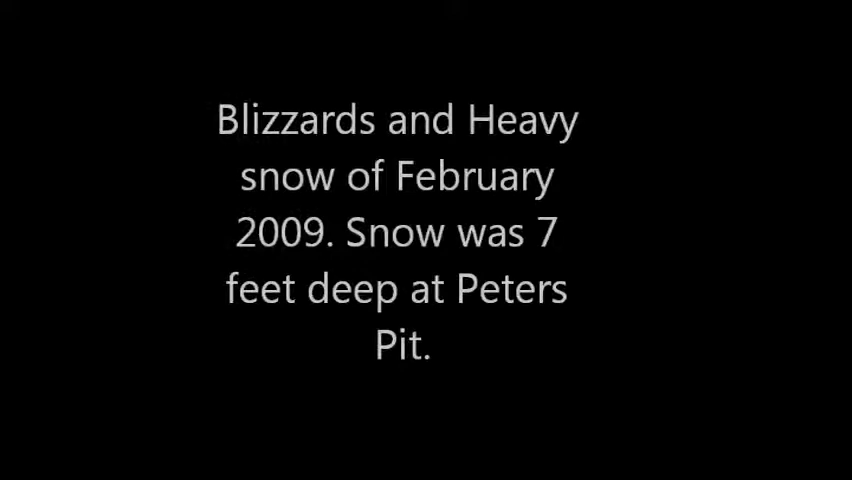 Blizzards and Heavy
snow of February
2009. Snow was 7
feet deep at Peters
Pit.